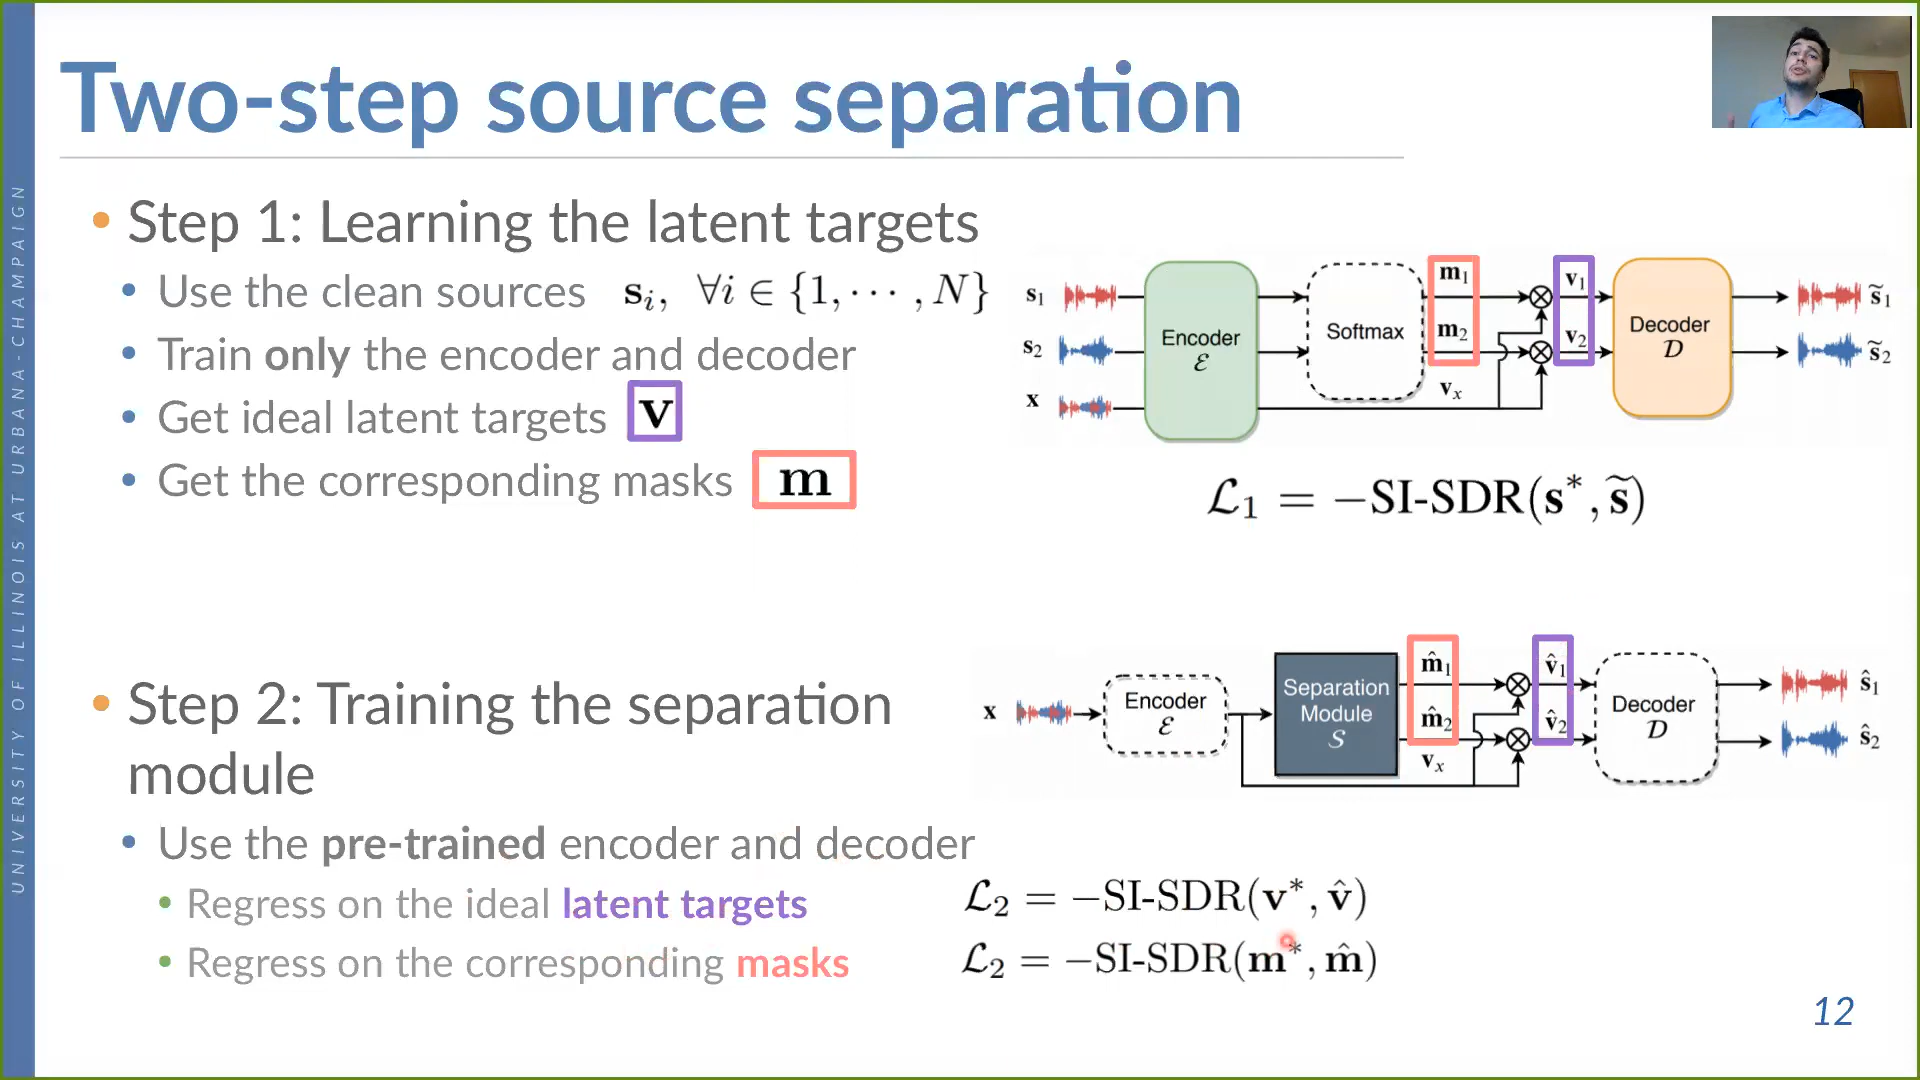 Two-step source separation
UNIVERSITY OF ILLINOIS AT URBANA-CHAMPAIGN
• Step 1: Learning the latent targets
• Use the clean sources s_i, ∀i ∈ {1, ⋯ , N}
• Train only the encoder and decoder
• Get ideal latent targets v
• Get the corresponding masks m
s₁
s₂
x
Encoder
ℰ
Softmax
m₁
m₂
vₓ
v₁
v₂
Decoder
𝒟
s̃₁
s̃₂
ℒ₁ = −SI-SDR(s*, s̃)
• Step 2: Training the separation
module
x
Encoder
ℰ
Separation
Module
𝒮
m̂₁
m̂₂
vₓ
v̂₁
v̂₂
Decoder
𝒟
ŝ₁
ŝ₂
• Use the pre-trained encoder and decoder
• Regress on the ideal latent targets
ℒ₂ = −SI-SDR(v*, v̂)
• Regress on the corresponding masks
ℒ₂ = −SI-SDR(m*, m̂)
12